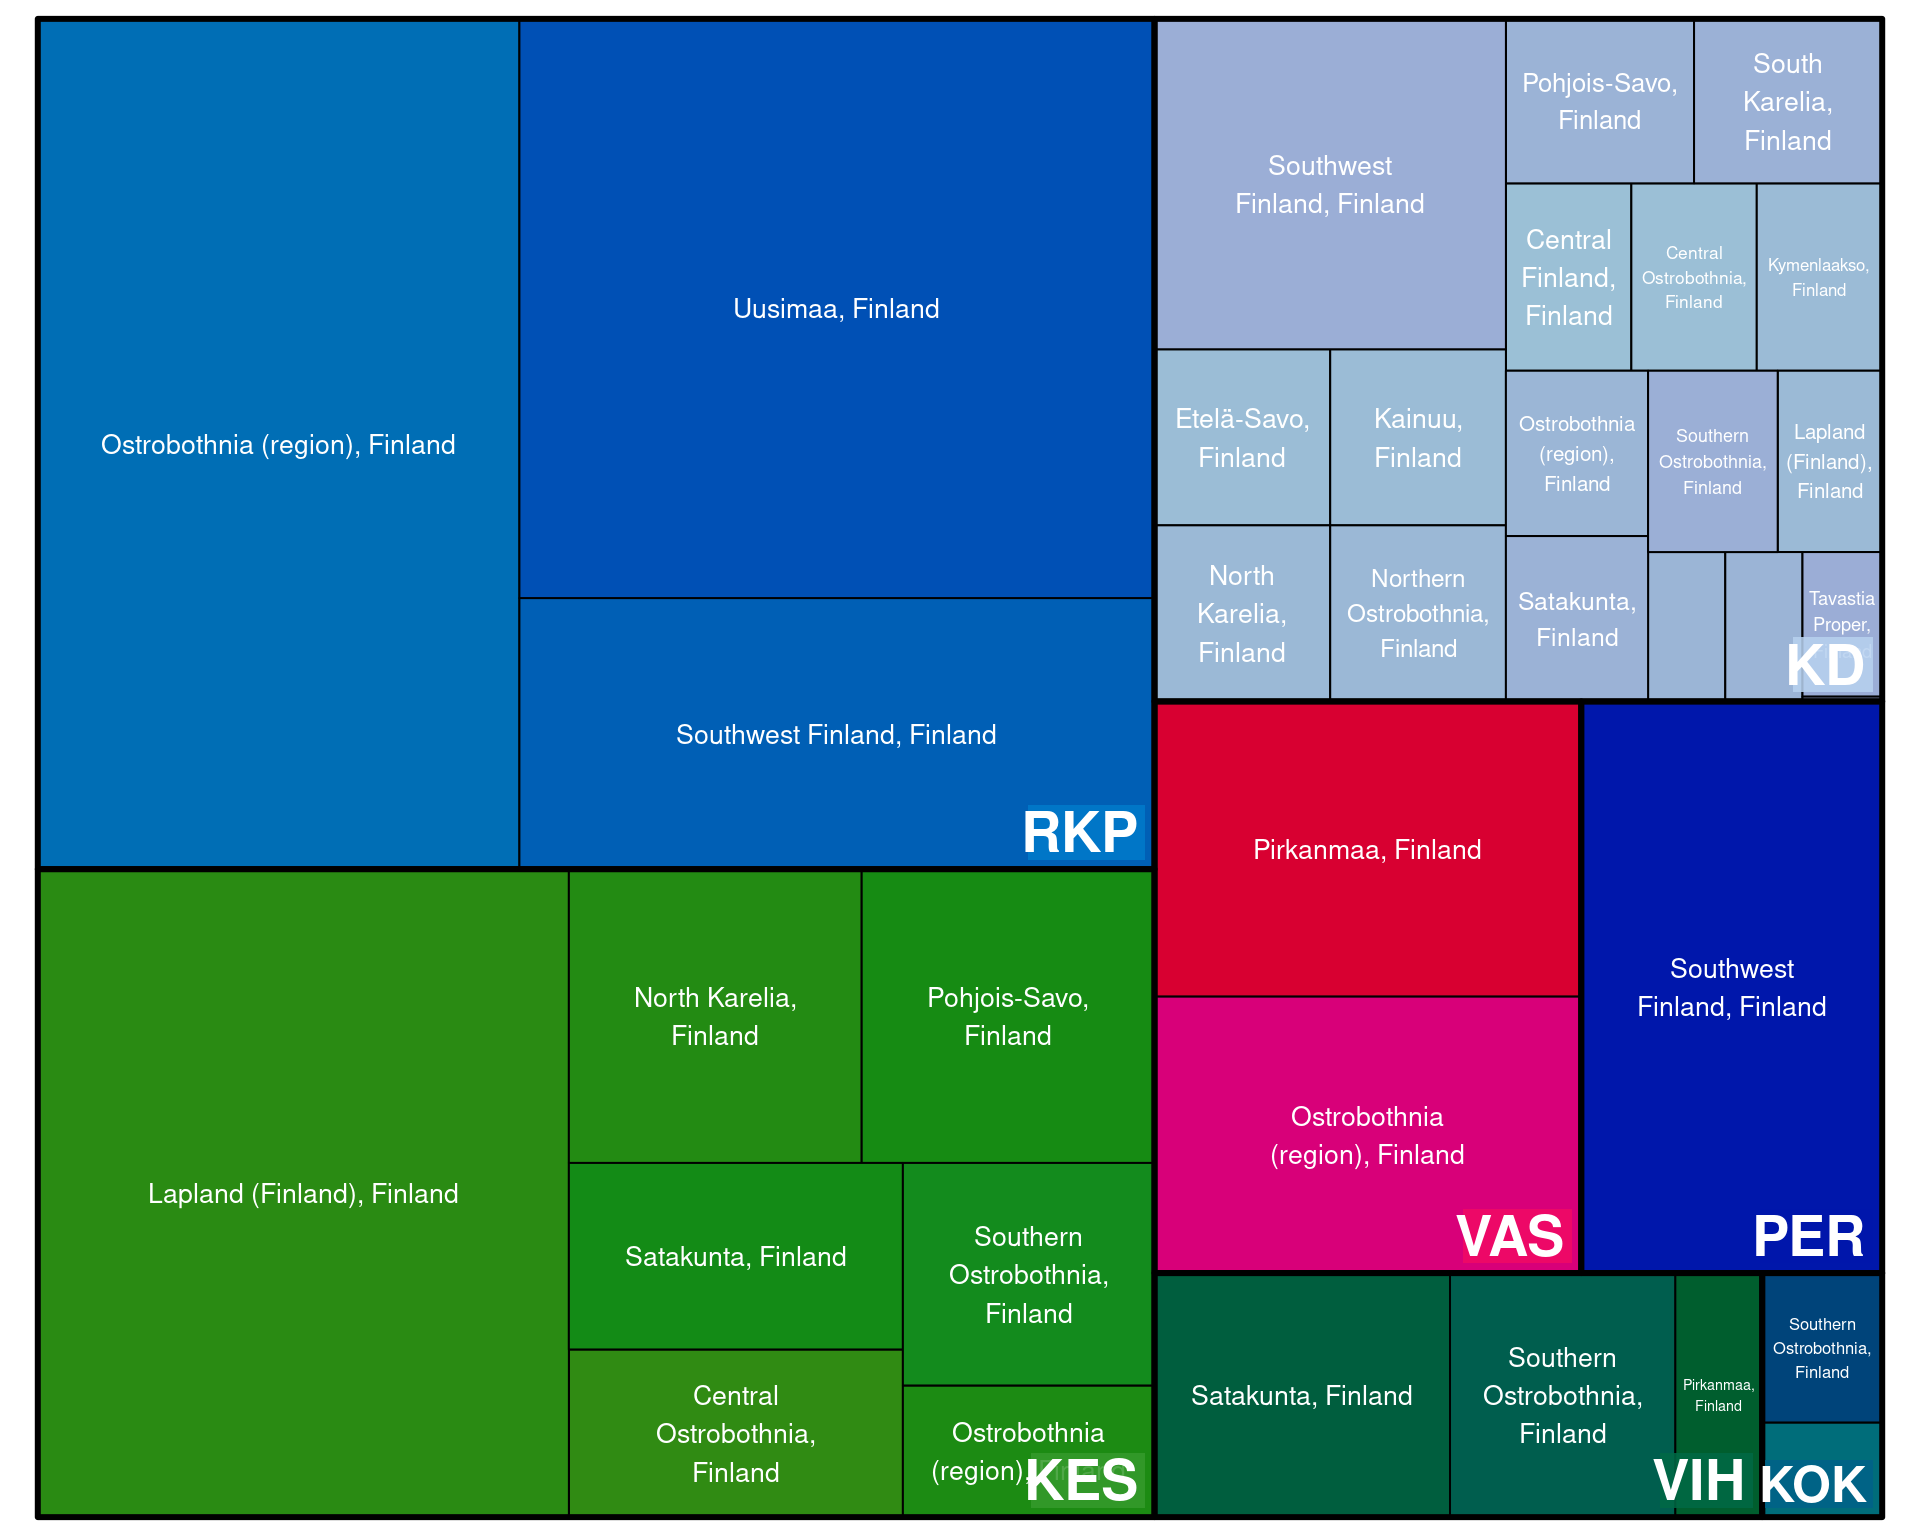 Ostrobothnia (region), Finland
Uusimaa, Finland
Southwest Finland, Finland
RKP
Lapland (Finland), Finland
North Karelia,
Finland
Pohjois-Savo,
Finland
Satakunta, Finland
Southern
Ostrobothnia,
Finland
Central
Ostrobothnia,
Finland
Ostrobothnia
(region),
KES
Southwest
Finland, Finland
Pohjois-Savo,
Finland
South
Karelia,
Finland
Central
Finland,
Finland
Central
Ostrobothnia,
Finland
Kymenlaakso,
Finland
Etelä-Savo,
Finland
Kainuu,
Finland
Ostrobothnia
(region),
Finland
Southern
Ostrobothnia,
Finland
Lapland
(Finland),
Finland
North
Karelia,
Finland
Northern
Ostrobothnia,
Finland
Satakunta,
Finland
Tavastia
Proper,
KD
Pirkanmaa, Finland
Ostrobothnia
(region), Finland
VAS
Southwest
Finland, Finland
PER
Satakunta, Finland
Southern
Ostrobothnia,
Finland
Pirkanmaa,
Finland
VIH
Southern
Ostrobothnia,
Finland
KOK